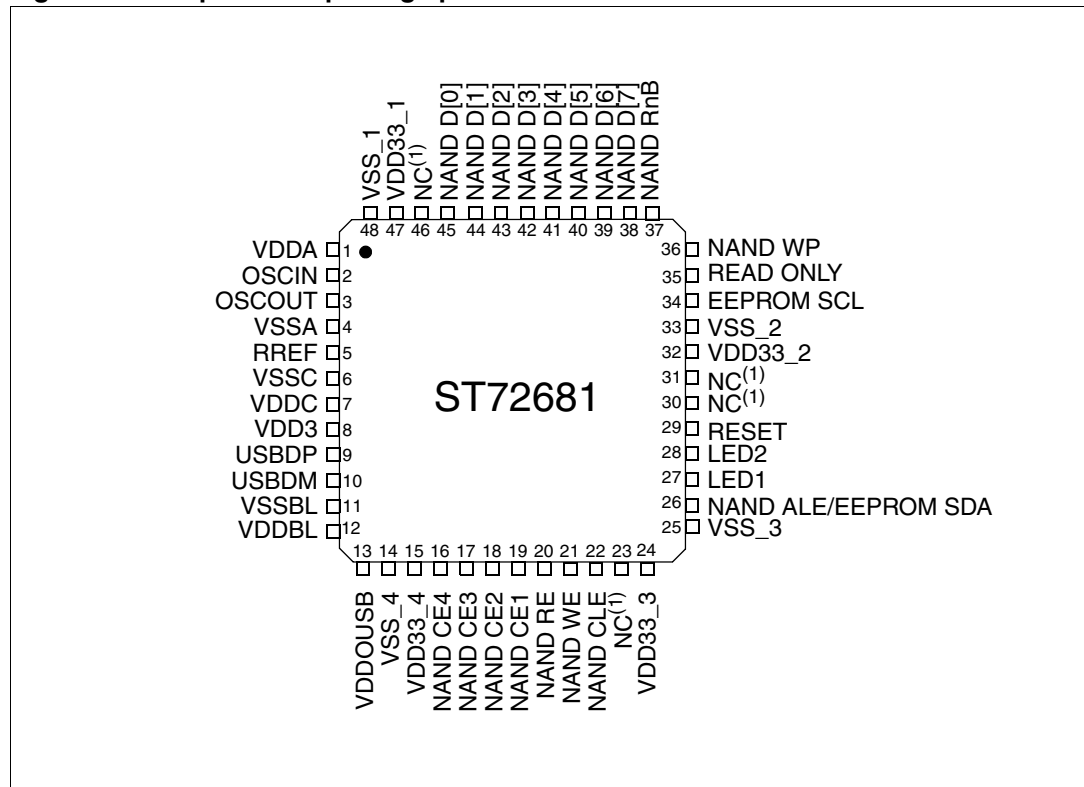 VSS_1
VDD33_1
NC(1)
NAND D[0]
NAND D[1]
NAND D[2]
NAND D[3]
NAND D[4]
NAND D[5]
NAND D[6]
NAND D[7]
NAND RnB
48 47 46 45 44 43 42 41 40 39 38 37
VDDA 1
OSCIN 2
OSCOUT 3
VSSA 4
RREF 5
VSSC 6
VDDC 7
VDD3 8
USBDP 9
USBDM 10
VSSBL 11
VDDBL 12
ST72681
36 NAND WP
35 READ ONLY
34 EEPROM SCL
33 VSS_2
32 VDD33_2
31 NC(1)
30 NC(1)
29 RESET
28 LED2
27 LED1
26 NAND ALE/EEPROM SDA
25 VSS_3
13 14 15 16 17 18 19 20 21 22 23 24
VDDOUSB
VSS_4
VDD33_4
NAND CE4
NAND CE3
NAND CE2
NAND CE1
NAND RE
NAND WE
NAND CLE
NC(1)
VDD33_3